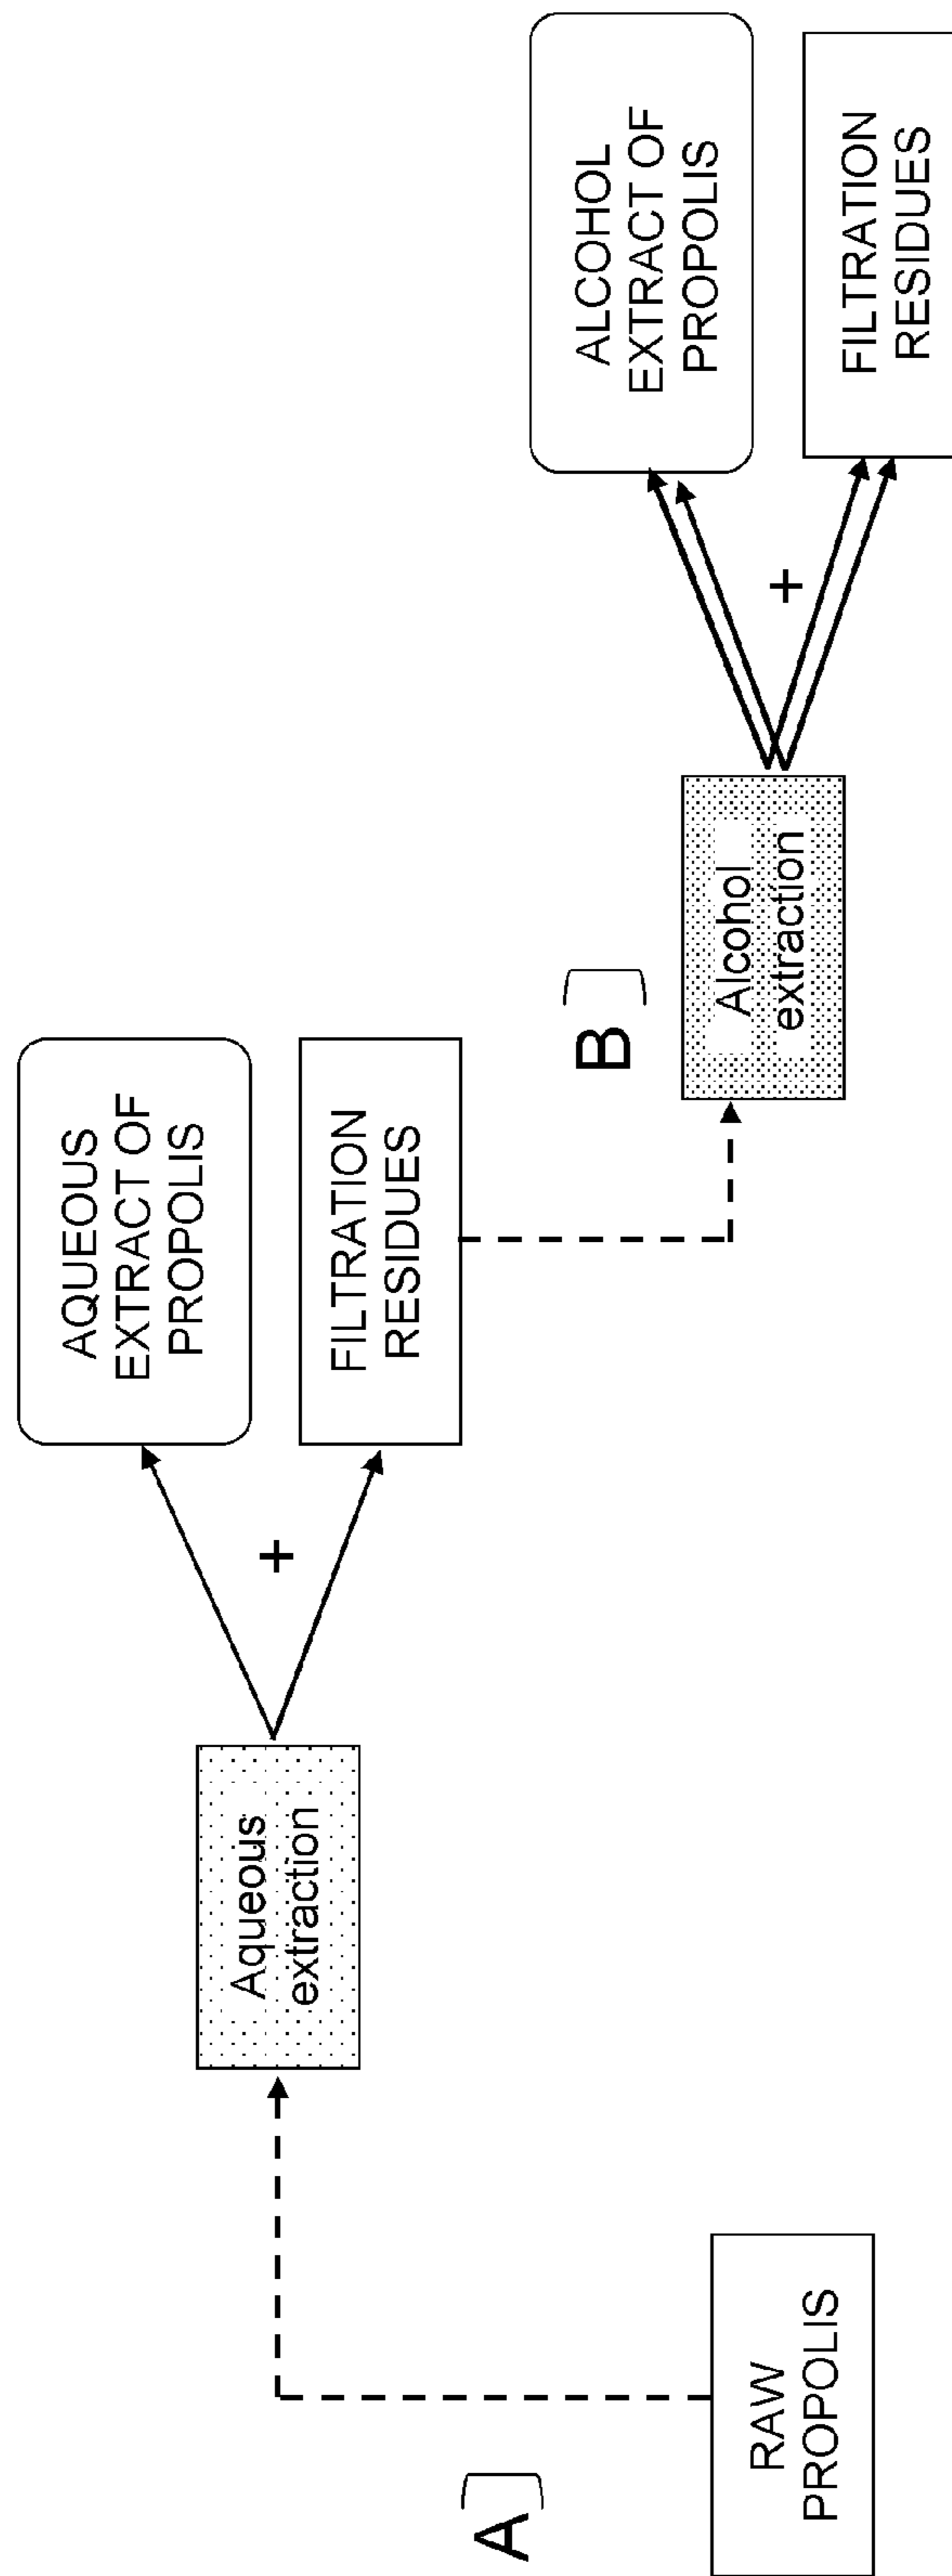 A
RAW
PROPOLIS
Aqueous
extraction
+
AQUEOUS
EXTRACT OF
PROPOLIS
FILTRATION
RESIDUES
B
Alcohol
extraction
+
ALCOHOL
EXTRACT OF
PROPOLIS
FILTRATION
RESIDUES